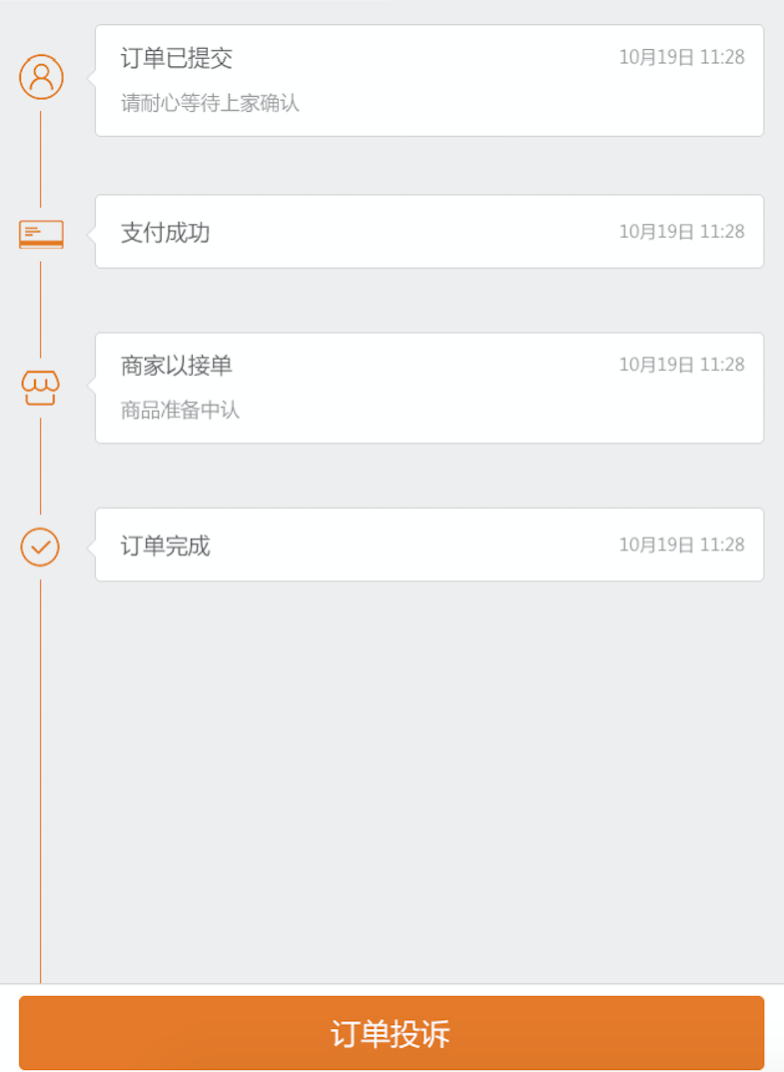 订单已提交 10月19日 11:28
请耐心等待上家确认
支付成功 10月19日 11:28
商家以接单 10月19日 11:28
商品准备中认
订单完成 10月19日 11:28
订单投诉